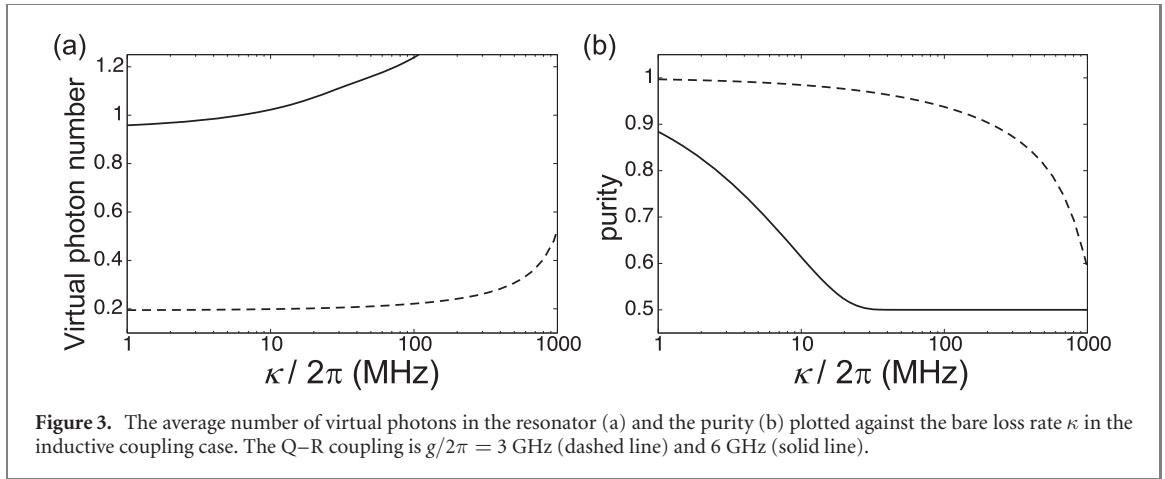 (a)
Virtual photon number
1.2
1
0.8
0.6
0.4
0.2
1 10 100 1000
κ / 2π (MHz)
(b)
purity
1
0.9
0.8
0.7
0.6
0.5
1 10 100 1000
κ / 2π (MHz)
Figure 3. The average number of virtual photons in the resonator (a) and the purity (b) plotted against the bare loss rate κ in the
inductive coupling case. The Q–R coupling is g/2π = 3 GHz (dashed line) and 6 GHz (solid line).